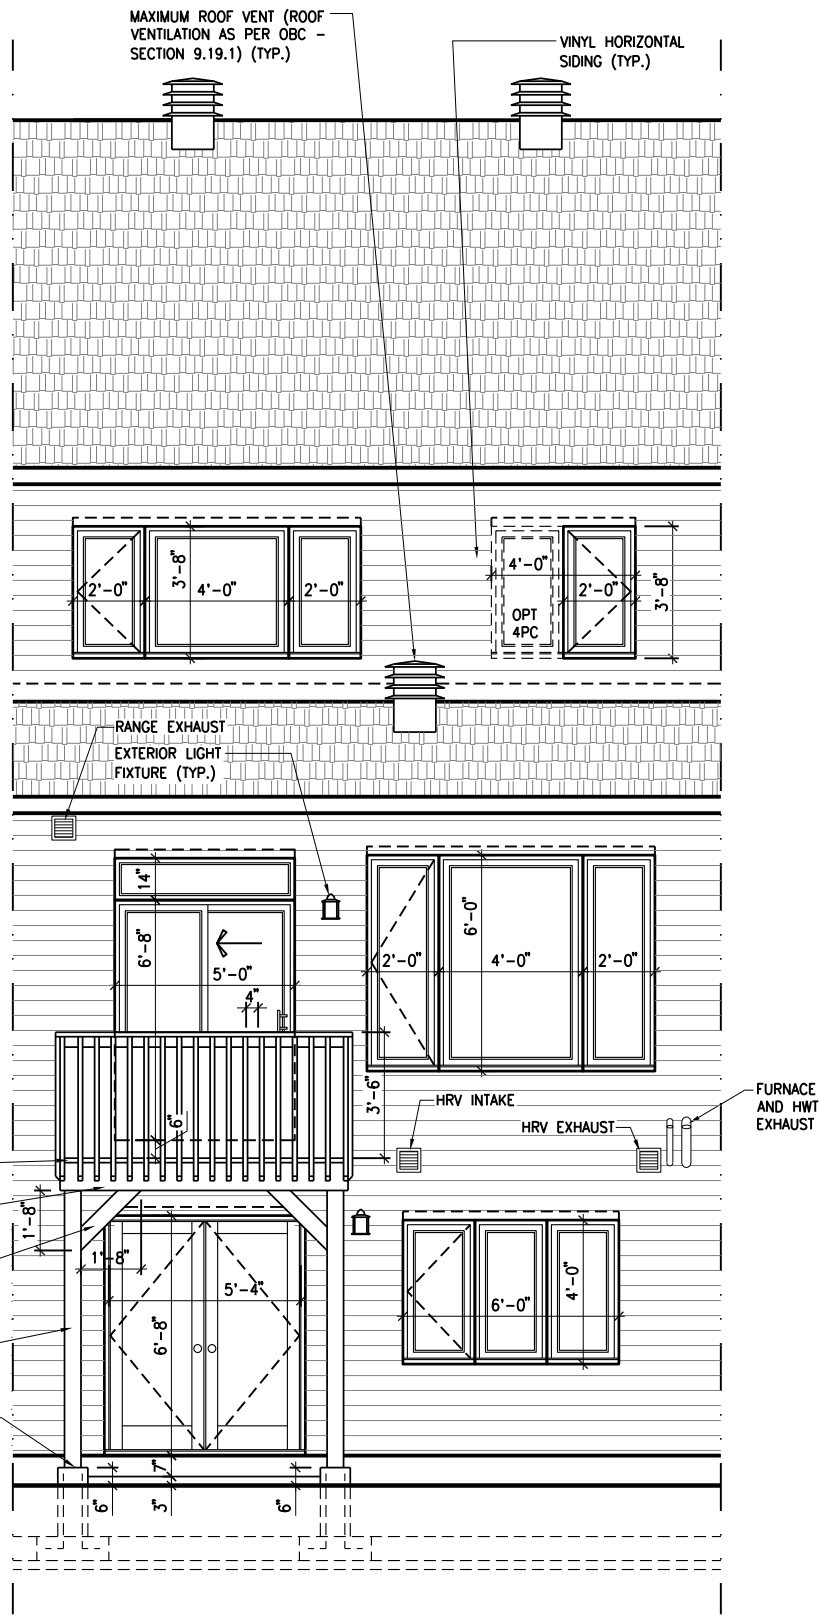 MAXIMUM ROOF VENT (ROOF
VENTILATION AS PER OBC -
SECTION 9.19.1) (TYP.)
VINYL HORIZONTAL
SIDING (TYP.)
3'-8"
2'-0"
4'-0"
2'-0"
4'-0"
2'-0"
3'-8"
OPT
4PC
RANGE EXHAUST
EXTERIOR LIGHT
FIXTURE (TYP.)
14"
6'-8"
5'-0"
4"
6'-0"
2'-0"
4'-0"
2'-0"
3'-6"
6"
HRV INTAKE
HRV EXHAUST
FURNACE
AND HWT
EXHAUST
1'-8"
1'-8"
5'-4"
6'-8"
4'-0"
6'-0"
7"
6"
3"
6"